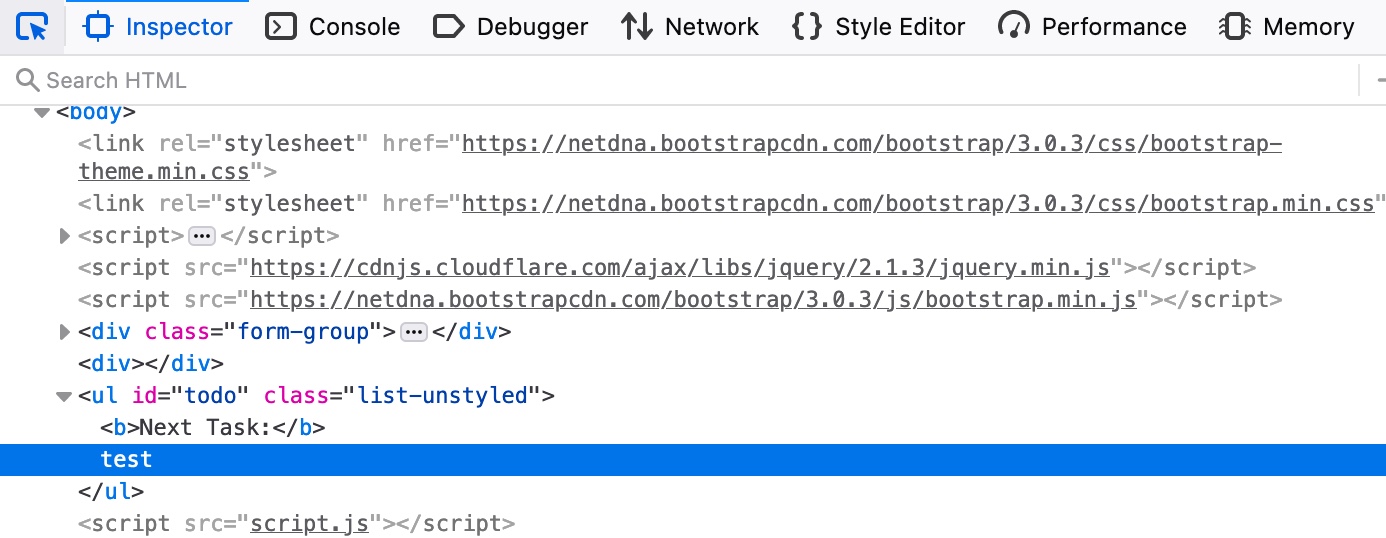 Inspector Console Debugger Network Style Editor Performance Memory
Search HTML
<body>
<link rel="stylesheet" href="https://netdna.bootstrapcdn.com/bootstrap/3.0.3/css/bootstrap-
theme.min.css">
<link rel="stylesheet" href="https://netdna.bootstrapcdn.com/bootstrap/3.0.3/css/bootstrap.min.css"
<script>…</script>
<script src="https://cdnjs.cloudflare.com/ajax/libs/jquery/2.1.3/jquery.min.js"></script>
<script src="https://netdna.bootstrapcdn.com/bootstrap/3.0.3/js/bootstrap.min.js"></script>
<div class="form-group">…</div>
<div></div>
<ul id="todo" class="list-unstyled">
<b>Next Task:</b>
test
</ul>
<script src="script.js"></script>